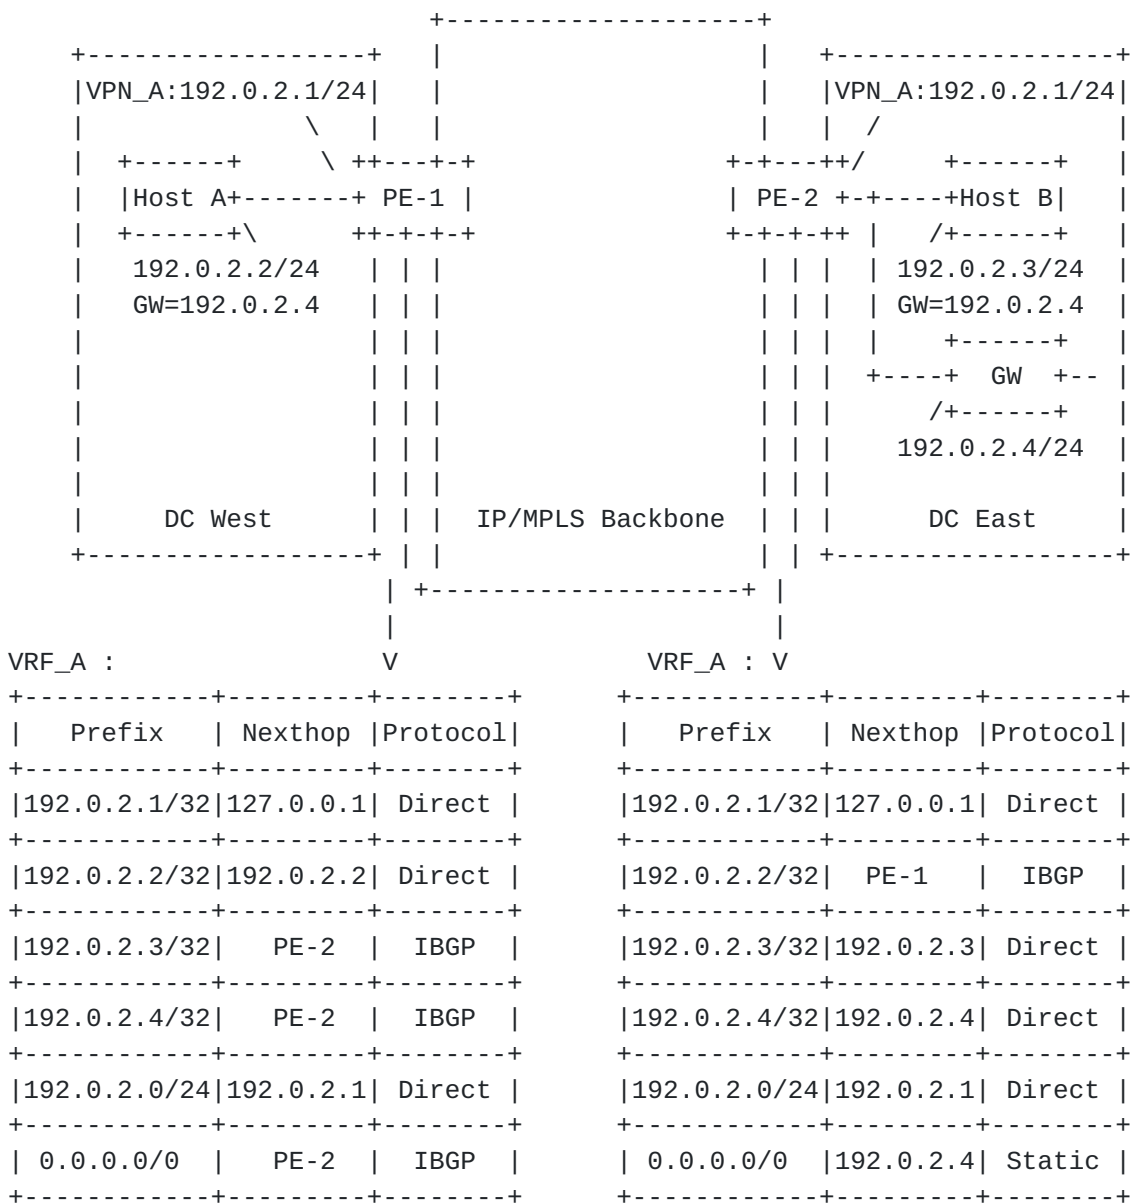 VPN_A:192.0.2.1/24 VPN_A:192.0.2.1/24
Host A PE-1 PE-2 Host B
192.0.2.2/24 192.0.2.3/24
GW=192.0.2.4 GW=192.0.2.4
GW
192.0.2.4/24
DC West IP/MPLS Backbone DC East
VRF_A : V VRF_A : V
Prefix Nexthop Protocol Prefix Nexthop Protocol
192.0.2.1/32 127.0.0.1 Direct 192.0.2.1/32 127.0.0.1 Direct
192.0.2.2/32 192.0.2.2 Direct 192.0.2.2/32 PE-1 IBGP
192.0.2.3/32 PE-2 IBGP 192.0.2.3/32 192.0.2.3 Direct
192.0.2.4/32 PE-2 IBGP 192.0.2.4/32 192.0.2.4 Direct
192.0.2.0/24 192.0.2.1 Direct 192.0.2.0/24 192.0.2.1 Direct
0.0.0.0/0 PE-2 IBGP 0.0.0.0/0 192.0.2.4 Static